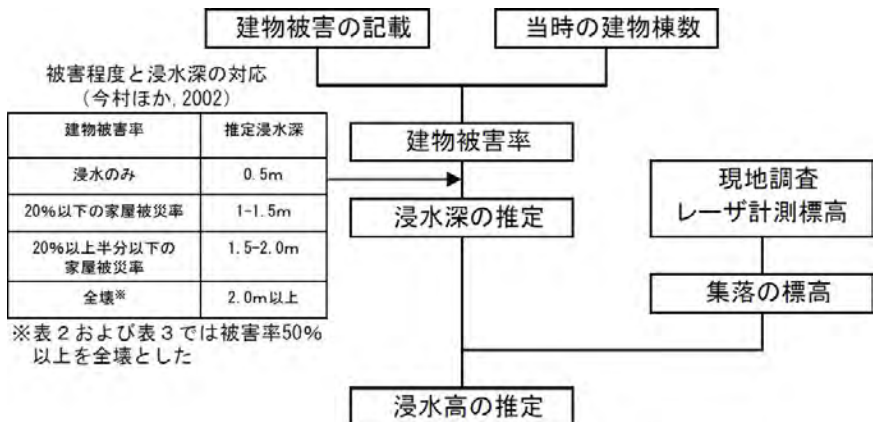 建物被害の記載
当時の建物棟数
被害程度と浸水深の対応
(今村ほか, 2002)
建物被害率
推定浸水深
浸水のみ
0.5m
20%以下の家屋被災率
1-1.5m
20%以上半分以下の
家屋被災率
1.5-2.0m
全壊※
2.0m以上
※表2および表3では被害率50%
以上を全壊とした
建物被害率
浸水深の推定
現地調査
レーザ計測標高
集落の標高
浸水高の推定